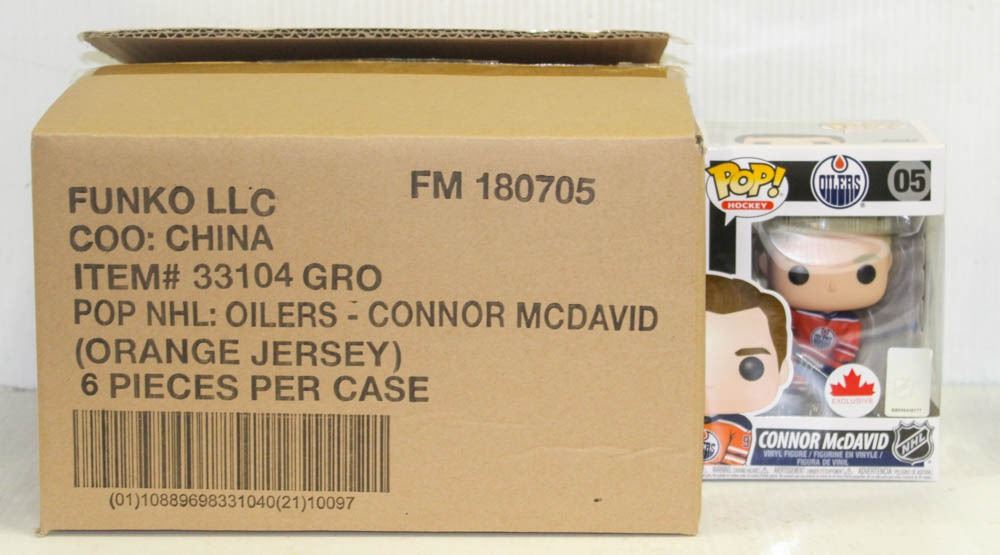 FUNKO LLC
FM 180705
COO: CHINA
ITEM# 33104 GRO
POP NHL: OILERS - CONNOR MCDAVID
(ORANGE JERSEY)
6 PIECES PER CASE
(01)10889698331040(21)10097
POP!
HOCKEY
OILERS
05
EXCLUSIVE
CONNOR McDAVID
NHL
VINYL FIGURE / FIGURINE EN VINYLE /
FIGURA DE VINIL